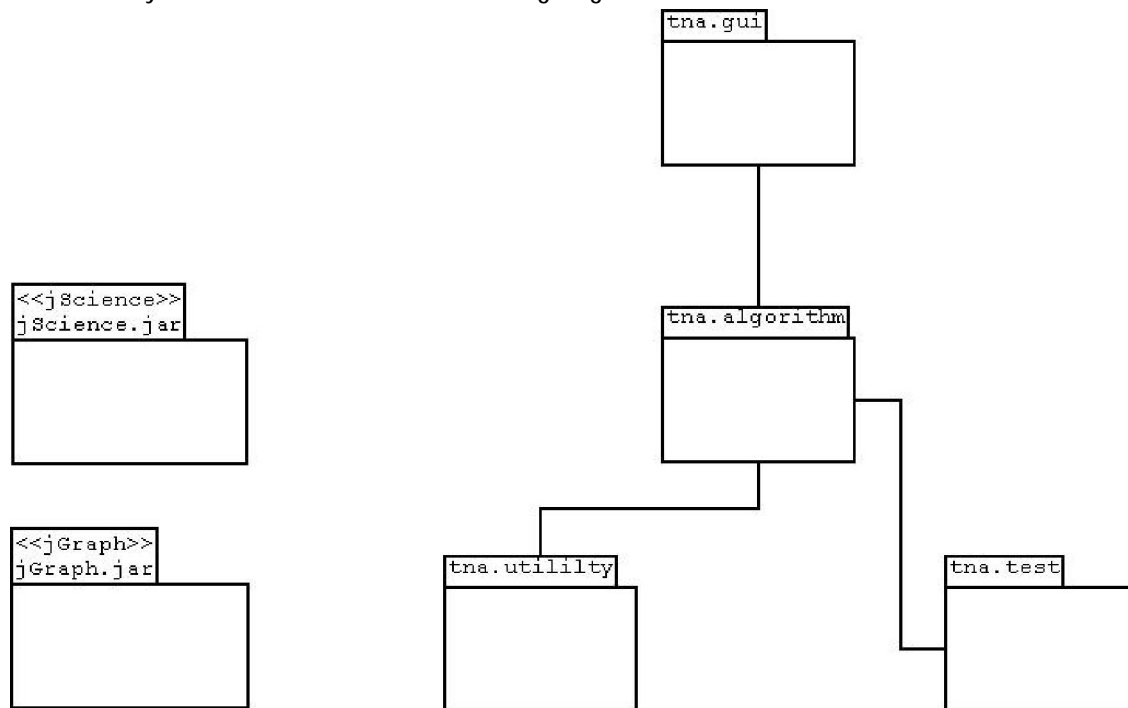 tna.gui
<<jScience>>
jScience.jar
tna.algorithm
<<jGraph>>
jGraph.jar
tna.utililty
tna.test